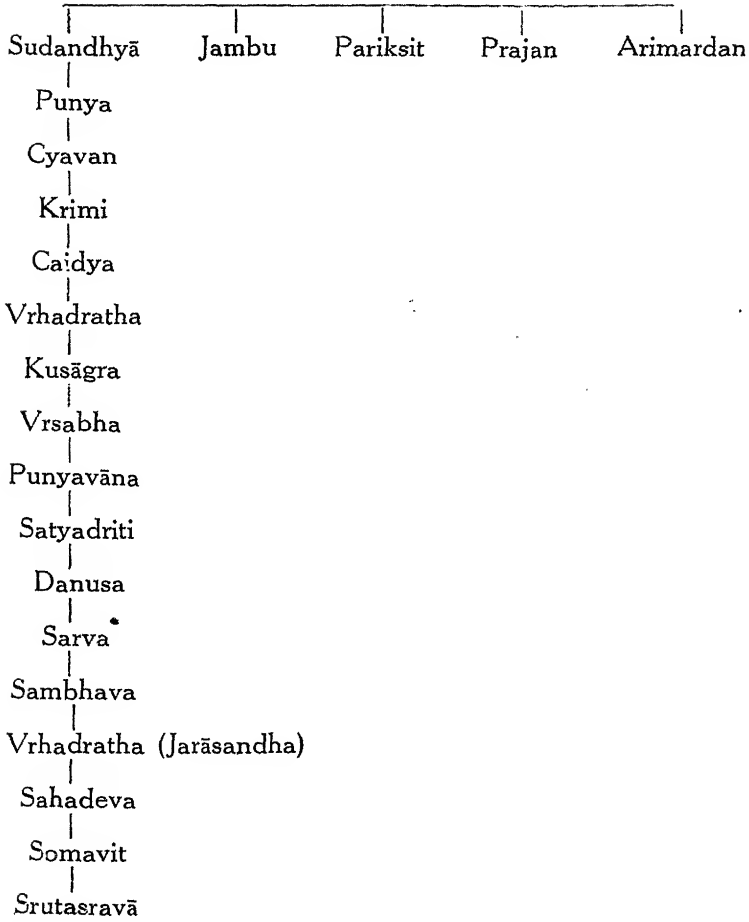 Sudandhyā Jambu Pariksit Prajan Arimardan
Punya
Cyavan
Krimi
Caidya
Vrhadratha
Kusāgra
Vrsabha
Punyavāna
Satyadriti
Danusa
Sarva
Sambhava
Vrhadratha (Jarāsandha)
Sahadeva
Somavit
Srutasravā